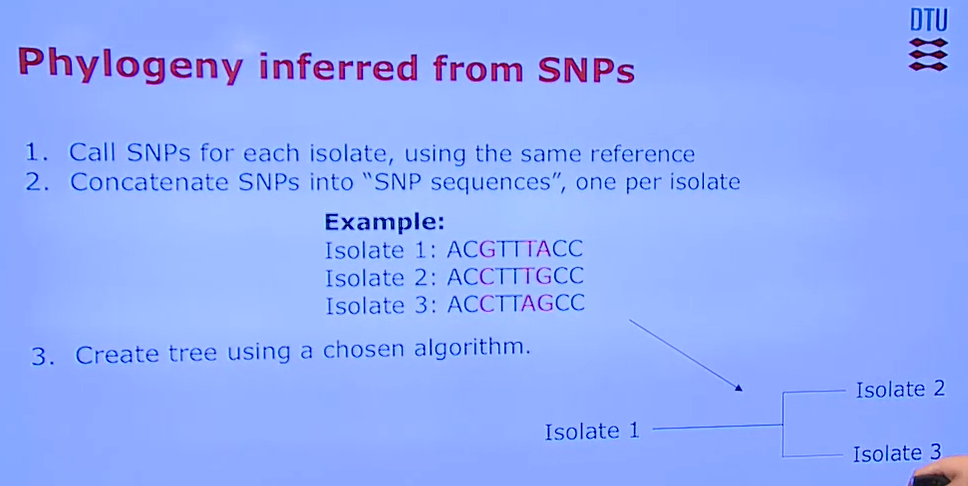 DTU
Phylogeny inferred from SNPs
1. Call SNPs for each isolate, using the same reference
2. Concatenate SNPs into “SNP sequences”, one per isolate
Example:
Isolate 1: ACGTTTACC
Isolate 2: ACCTTTGCC
Isolate 3: ACCTTAGCC
3. Create tree using a chosen algorithm.
Isolate 2
Isolate 1
Isolate 3